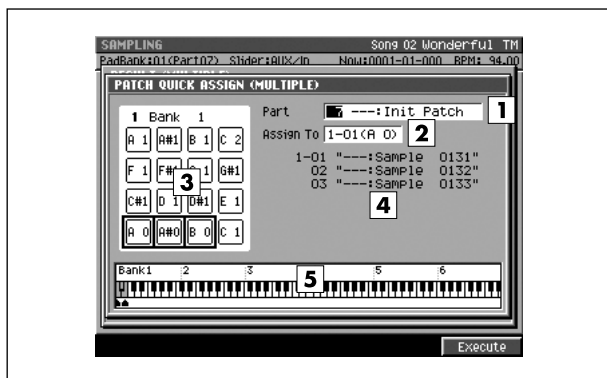 SAMPLING Song 02 Wonderful TM
PadBank:01(Part07) Slider:AUX/In Now:0001-01-000 BPM: 94.00
PATCH QUICK ASSIGN (MULTIPLE)
1 Bank 1
Part 7 ---:Init Patch 1
Assign To 1-01(A 0) 2
A 1 A#1 B 1 C 2
1-01 "---:Sample 0131"
02 "---:Sample 0132"
03 "---:Sample 0133"
F 1 F# 1 G#1
3
4
C#1 D 1 D#1 E 1
A 0 A#0 B 0 C 1
Bank1 2 3 5 5 6
Execute